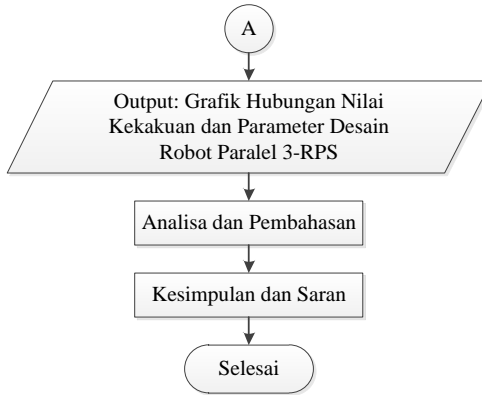 A
Output: Grafik Hubungan Nilai
Kekakuan dan Parameter Desain
Robot Paralel 3-RPS
Analisa dan Pembahasan
Kesimpulan dan Saran
Selesai